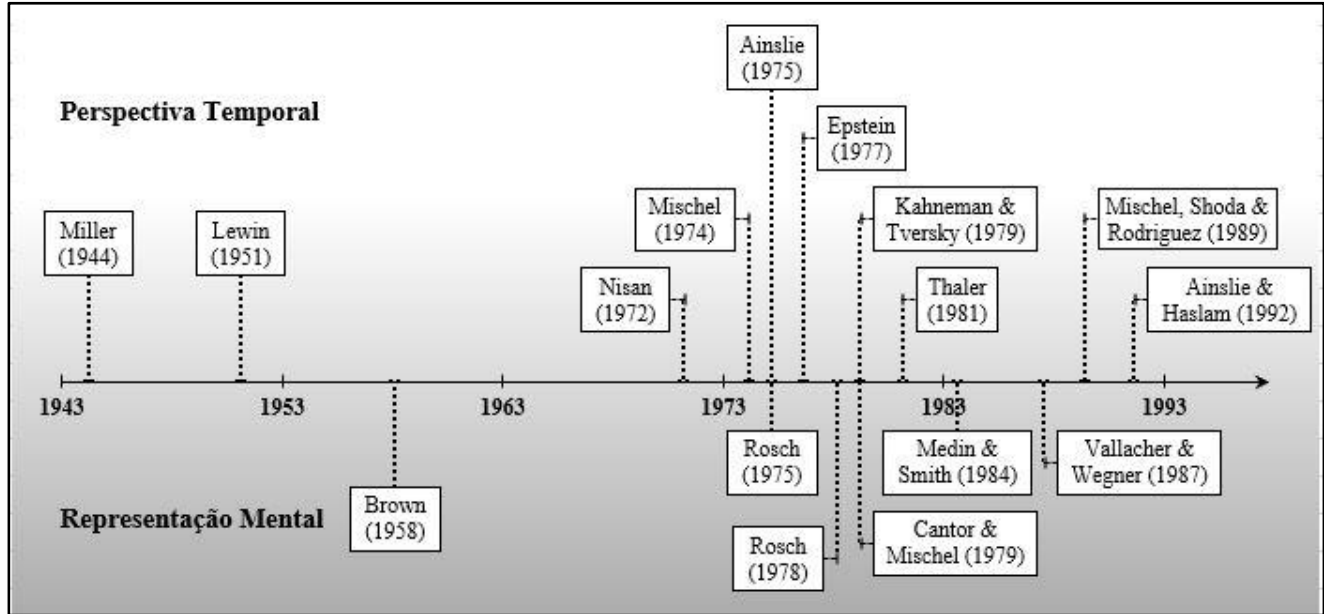 Ainslie
(1975)
Perspectiva Temporal
Epstein
(1977)
Miller
(1944)
Lewin
(1951)
Mischel
(1974)
Kahneman &
Tversky (1979)
Mischel, Shoda &
Rodriguez (1989)
Nisan
(1972)
Thaler
(1981)
Ainslie &
Haslam (1992)
1943
1953
1963
1973
1983
1993
Rosch
(1975)
Medin &
Smith (1984)
Vallacher &
Wegner (1987)
Representação Mental
Brown
(1958)
Rosch
(1978)
Cantor &
Mischel (1979)